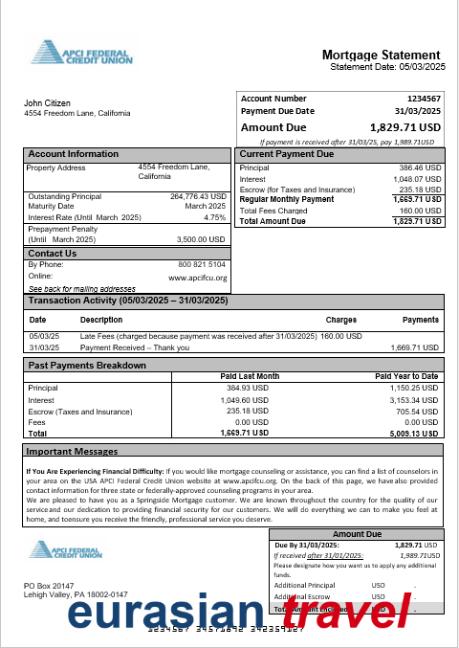 APCI FEDERAL
CREDIT UNION
Mortgage Statement
Statement Date: 05/03/2025
John Citizen
4554 Freedom Lane, California
Account Number 1234567
Payment Due Date 31/03/2025
Amount Due 1,829.71 USD
If payment is received after 31/03/25, pay 1,989.71USD
Account Information
Property Address 4554 Freedom Lane,
California
Outstanding Principal 264,776.43 USD
Maturity Date March 2025
Interest Rate (Until March 2025) 4.75%
Prepayment Penalty
(Until March 2025) 3,500.00 USD
Current Payment Due
Principal 386.46 USD
Interest 1,048.07 USD
Escrow (for Taxes and Insurance) 235.18 USD
Regular Monthly Payment 1,669.71 USD
Total Fees Charged 160.00 USD
Total Amount Due 1,829.71 USD
Contact Us
By Phone: 800 821 5104
Online: www.apcifcu.org
See back for mailing addresses
Transaction Activity (05/03/2025 – 31/03/2025)
Date Description Charges Payments
05/03/25 Late Fees (charged because payment was received after 31/03/2025) 160.00 USD
31/03/25 Payment Received – Thank you 1,669.71 USD
Past Payments Breakdown
Paid Last Month Paid Year to Date
Principal 384.93 USD 1,150.25 USD
Interest 1,049.60 USD 3,153.34 USD
Escrow (Taxes and Insurance) 235.18 USD 705.54 USD
Fees 0.00 USD 0.00 USD
Total 1,669.71 USD 5,009.13 USD
Important Messages
If You Are Experiencing Financial Difficulty: If you would like mortgage counseling or assistance, you can find a list of counselors in
your area on the USA APCI Federal Credit Union website at www.apcifcu.org. On the back of this page, we have also provided
contact information for three state or federally-approved counseling programs in your area.
We are pleased to have you as a Springside Mortgage customer. We are known throughout the country for the quality of our
service and our dedication to providing financial security for our customers. We will do everything we can to make you feel at
home, and to ensure you receive the friendly, professional service you deserve.
APCI FEDERAL
CREDIT UNION
PO Box 20147
Lehigh Valley, PA 18002-0147
Amount Due
Due By 31/03/2025: 1,829.71 USD
If received after 31/01/2025: 1,989.71USD
Please designate how you want us to apply any additional
funds.
Additional Principal USD .
Additional Escrow USD .
Total Amount USD .
eurasian travel